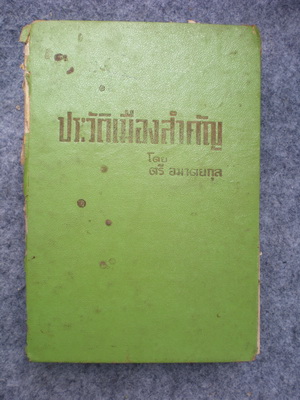 ประวัติเมืองสำคัญ
โดย
ตรี อมาตยกุล